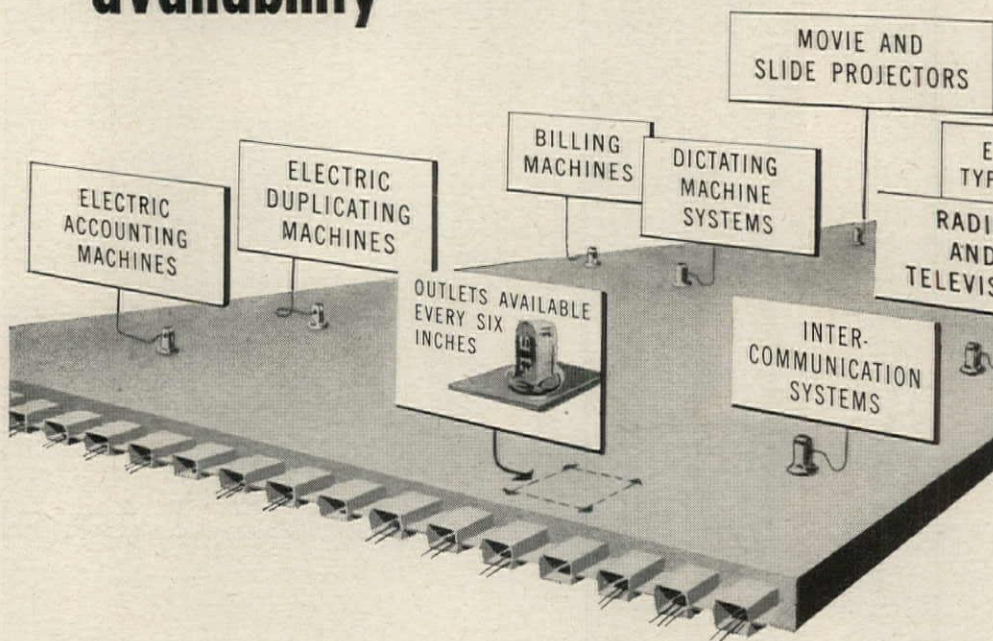 availability
MOVIE AND
SLIDE PROJECTORS
BILLING
MACHINES
DICTATING
MACHINE
SYSTEMS
ELECTRIC
DUPLICATING
MACHINES
ELECTRIC
ACCOUNTING
MACHINES
OUTLETS AVAILABLE
EVERY SIX
INCHES
AND
INTER-
COMMUNICATION
SYSTEMS